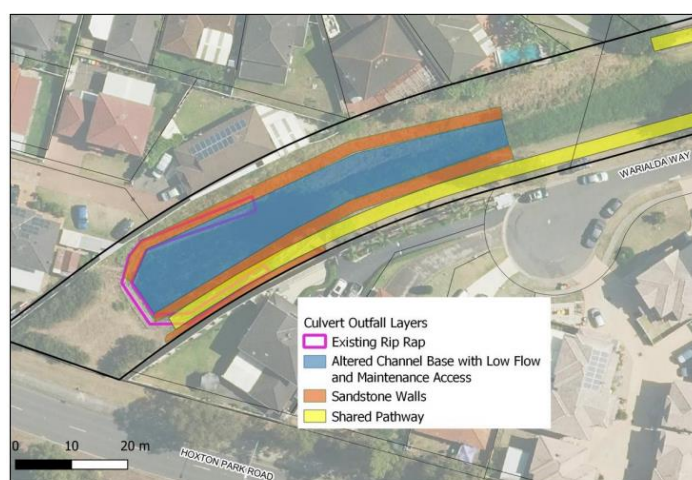 WARIALDA WAY
Culvert Outfall Layers
Existing Rip Rap
Altered Channel Base with Low Flow
and Maintenance Access
Sandstone Walls
Shared Pathway
0 10 20 m
HOXTON PARK ROAD